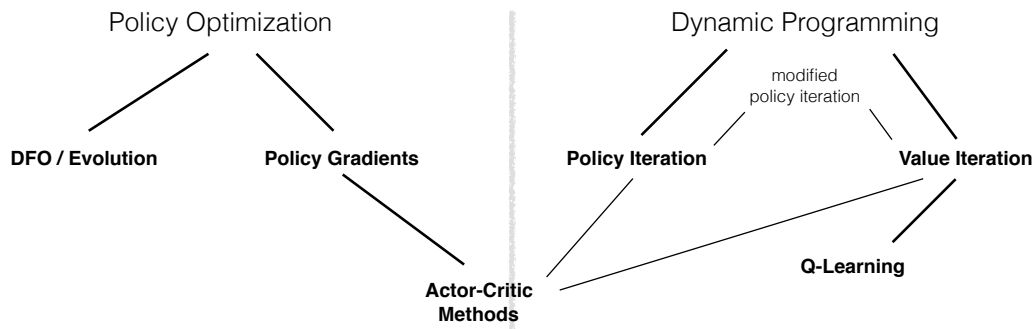 Policy Optimization
Dynamic Programming
modified
policy iteration
DFO / Evolution
Policy Gradients
Policy Iteration
Value Iteration
Q-Learning
Actor-Critic
Methods